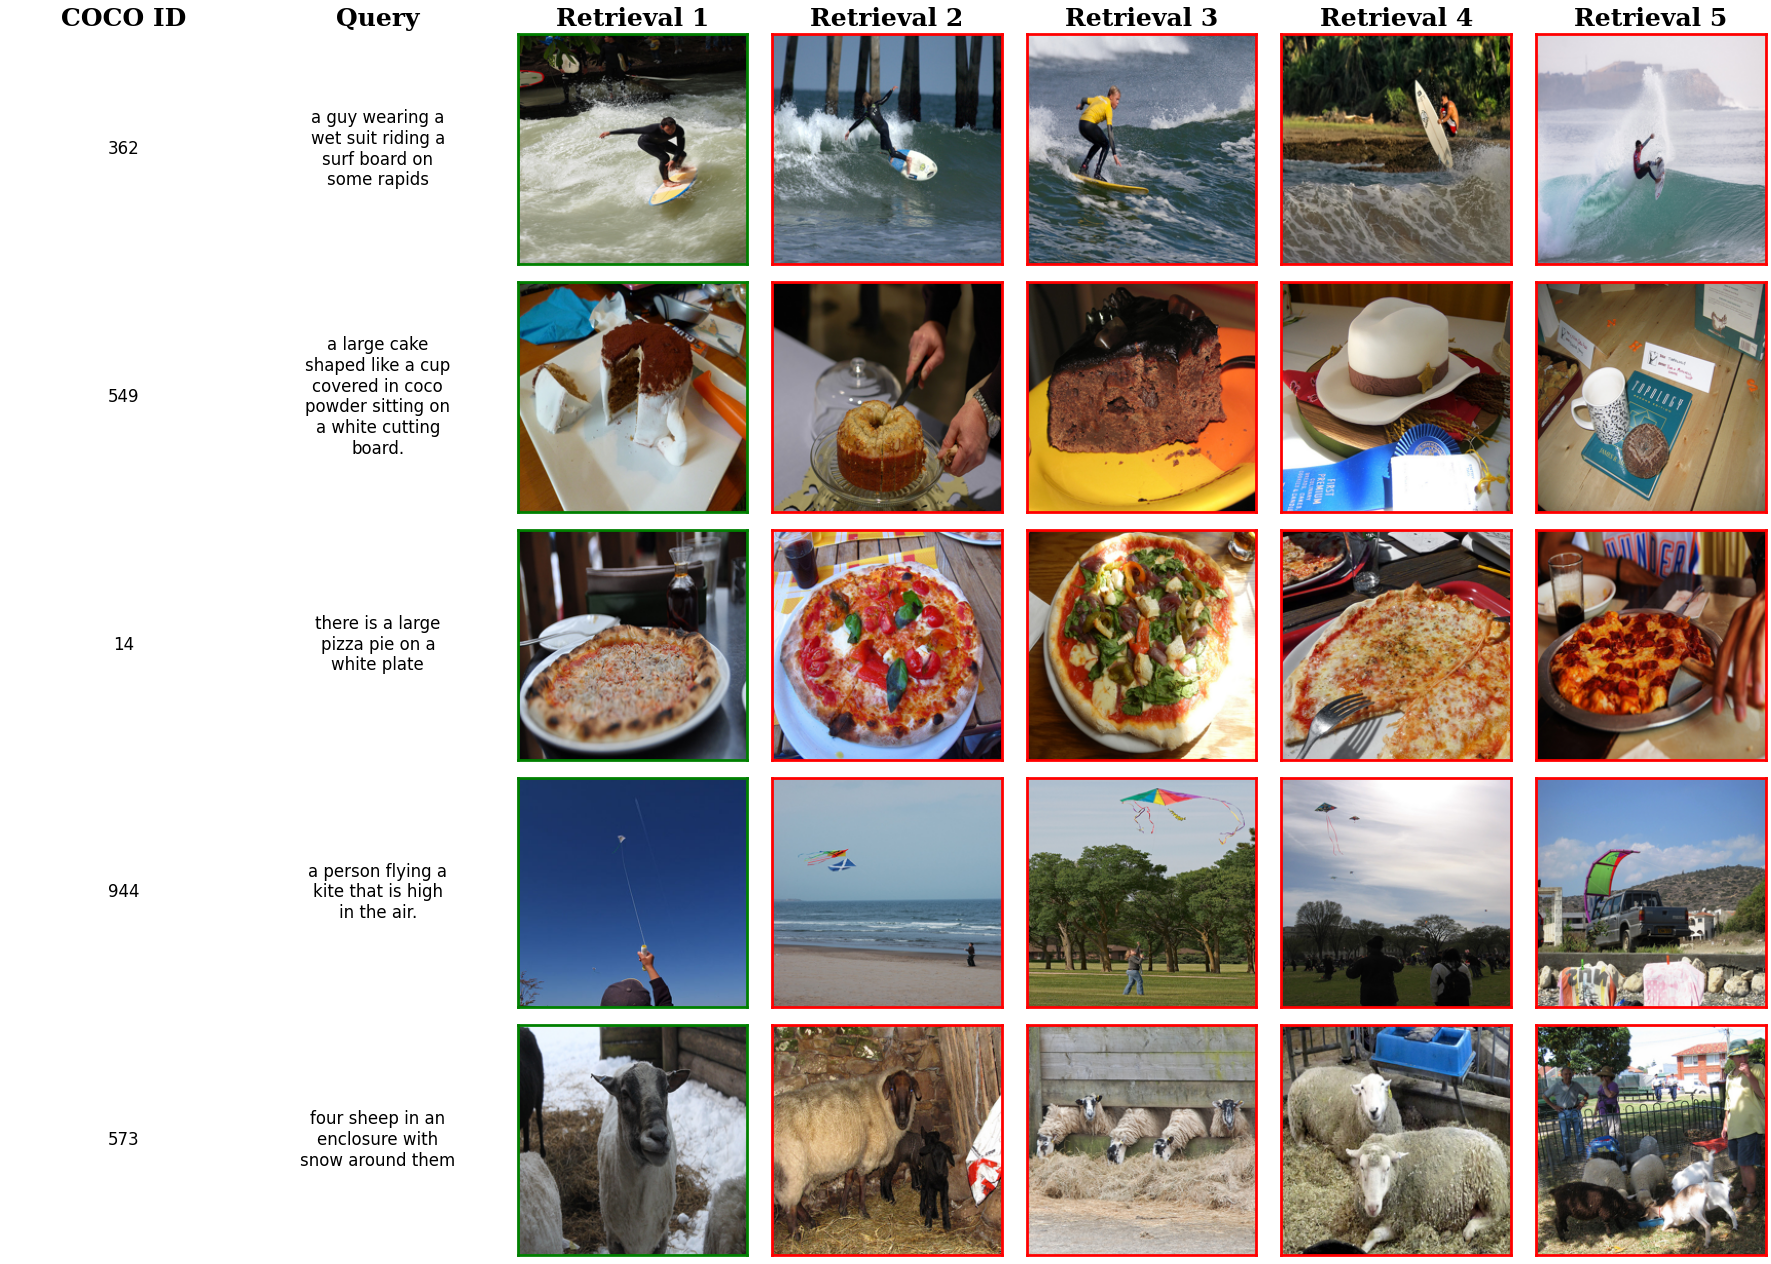 COCO ID Query Retrieval 1 Retrieval 2 Retrieval 3 Retrieval 4 Retrieval 5
362
a guy wearing a
wet suit riding a
surf board on
some rapids
549
a large cake
shaped like a cup
covered in coco
powder sitting on
a white cutting
board.
FIRST
PREMIUM
TOPOLOGY
14
there is a large
pizza pie on a
white plate
944
a person flying a
kite that is high
in the air.
573
four sheep in an
enclosure with
snow around them